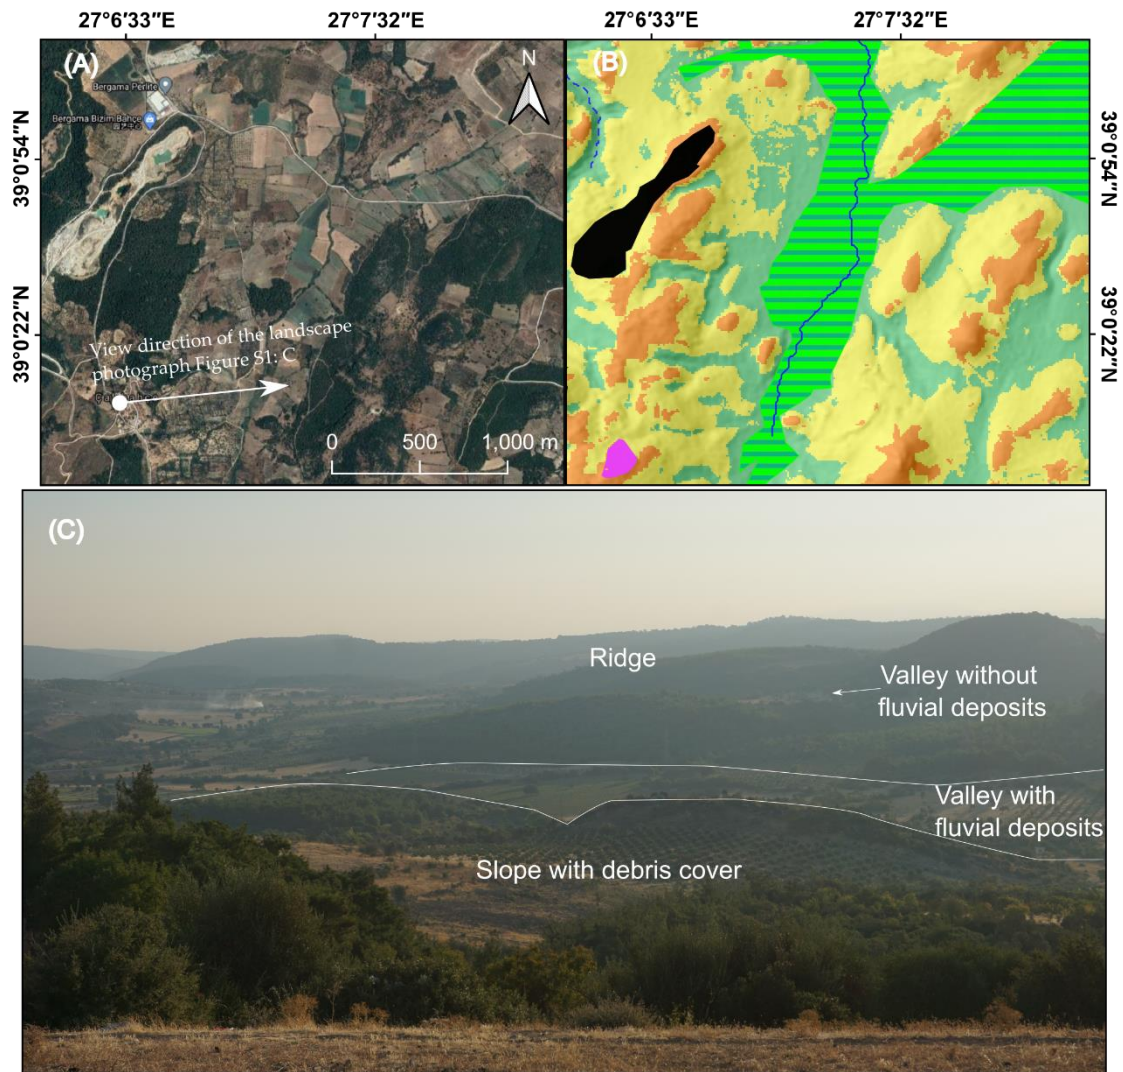 27°6'33"E
27°7'32"E
27°6'33"E
27°7'32"E
(A)
N
(B)
Bergama Perlite
Bergama Bizim Bahçe
39°0'54"N
39°0'54"N
39°0'22"N
39°0'22"N
View direction of the landscape
photograph Figure S1: C
0 500 1,000 m
(C)
Ridge
Valley without
fluvial deposits
Valley with
fluvial deposits
Slope with debris cover